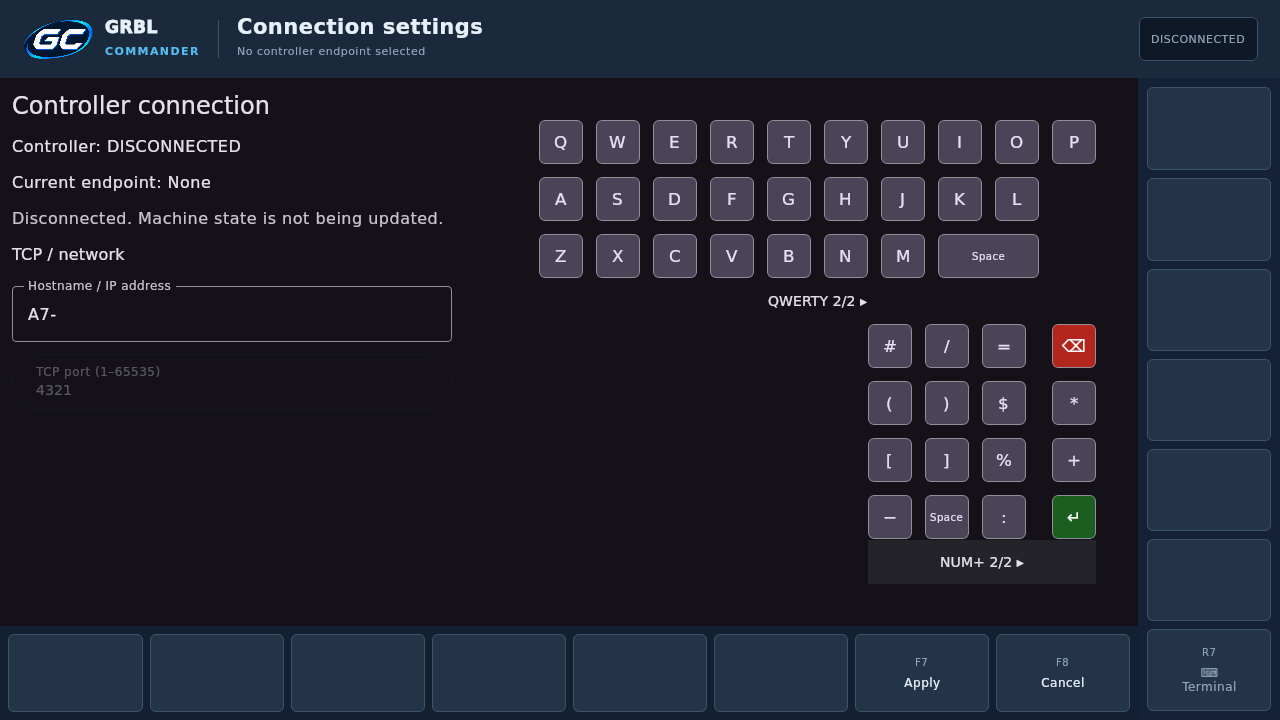 GC
GRBL
COMMANDER
Connection settings
No controller endpoint selected
DISCONNECTED
Controller connection
Controller: DISCONNECTED
Current endpoint: None
Disconnected. Machine state is not being updated.
TCP / network
Hostname / IP address
A7-
TCP port (1–65535)
4321
Q W E R T Y U I O P
A S D F G H J K L
Z X C V B N M Space
QWERTY 2/2 ▸
# / = ⌫
( ) $ *
[ ] % +
− Space : ↵
NUM+ 2/2 ▸
F7
Apply
F8
Cancel
R7
⌨
Terminal